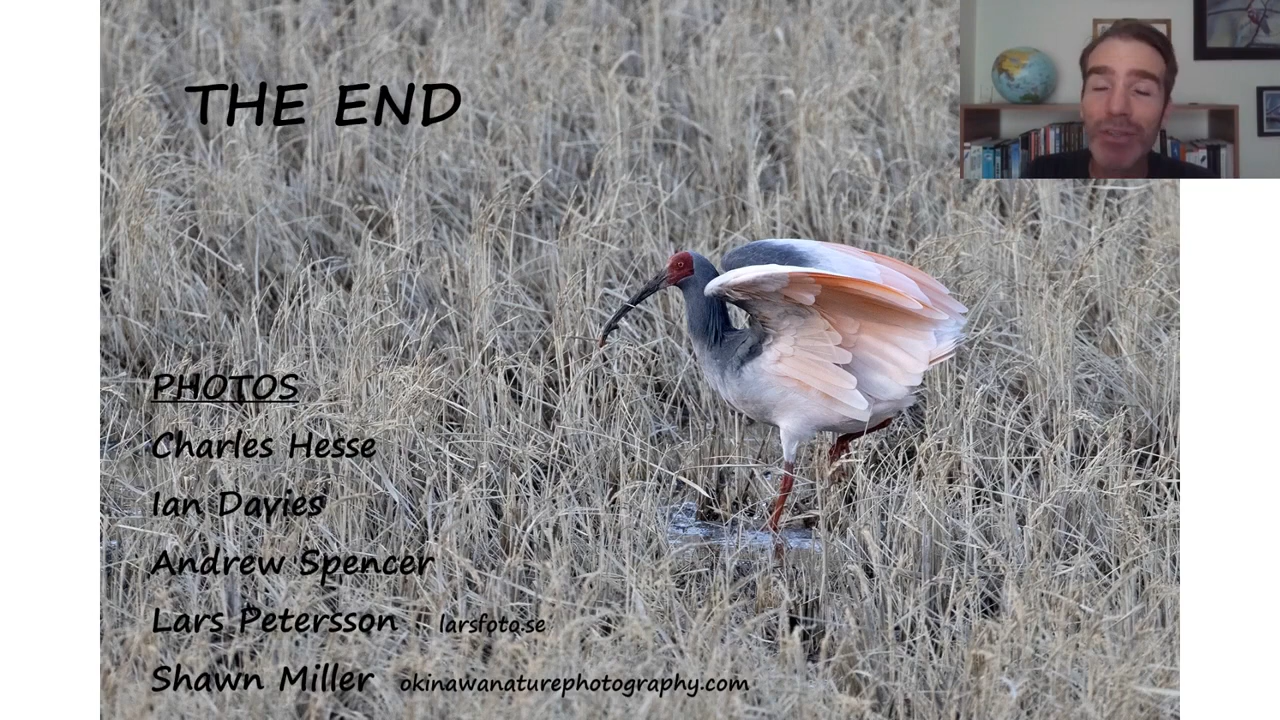 THE END
PHOTOS
Charles Hesse
Ian Davies
Andrew Spencer
Lars Petersson larsfoto.se
Shawn Miller okinawanaturephotography.com